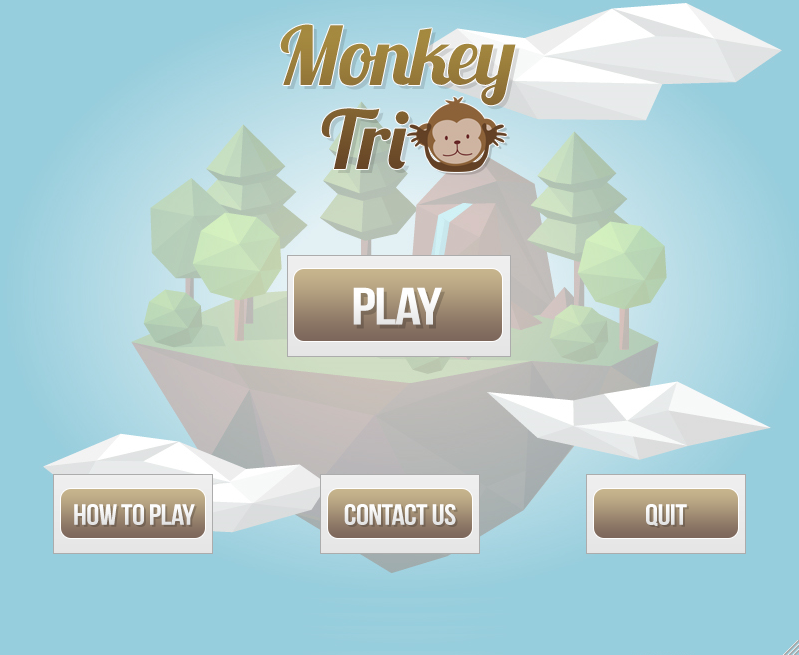 Monkey
Tri
PLAY
HOW TO PLAY
CONTACT US
QUIT